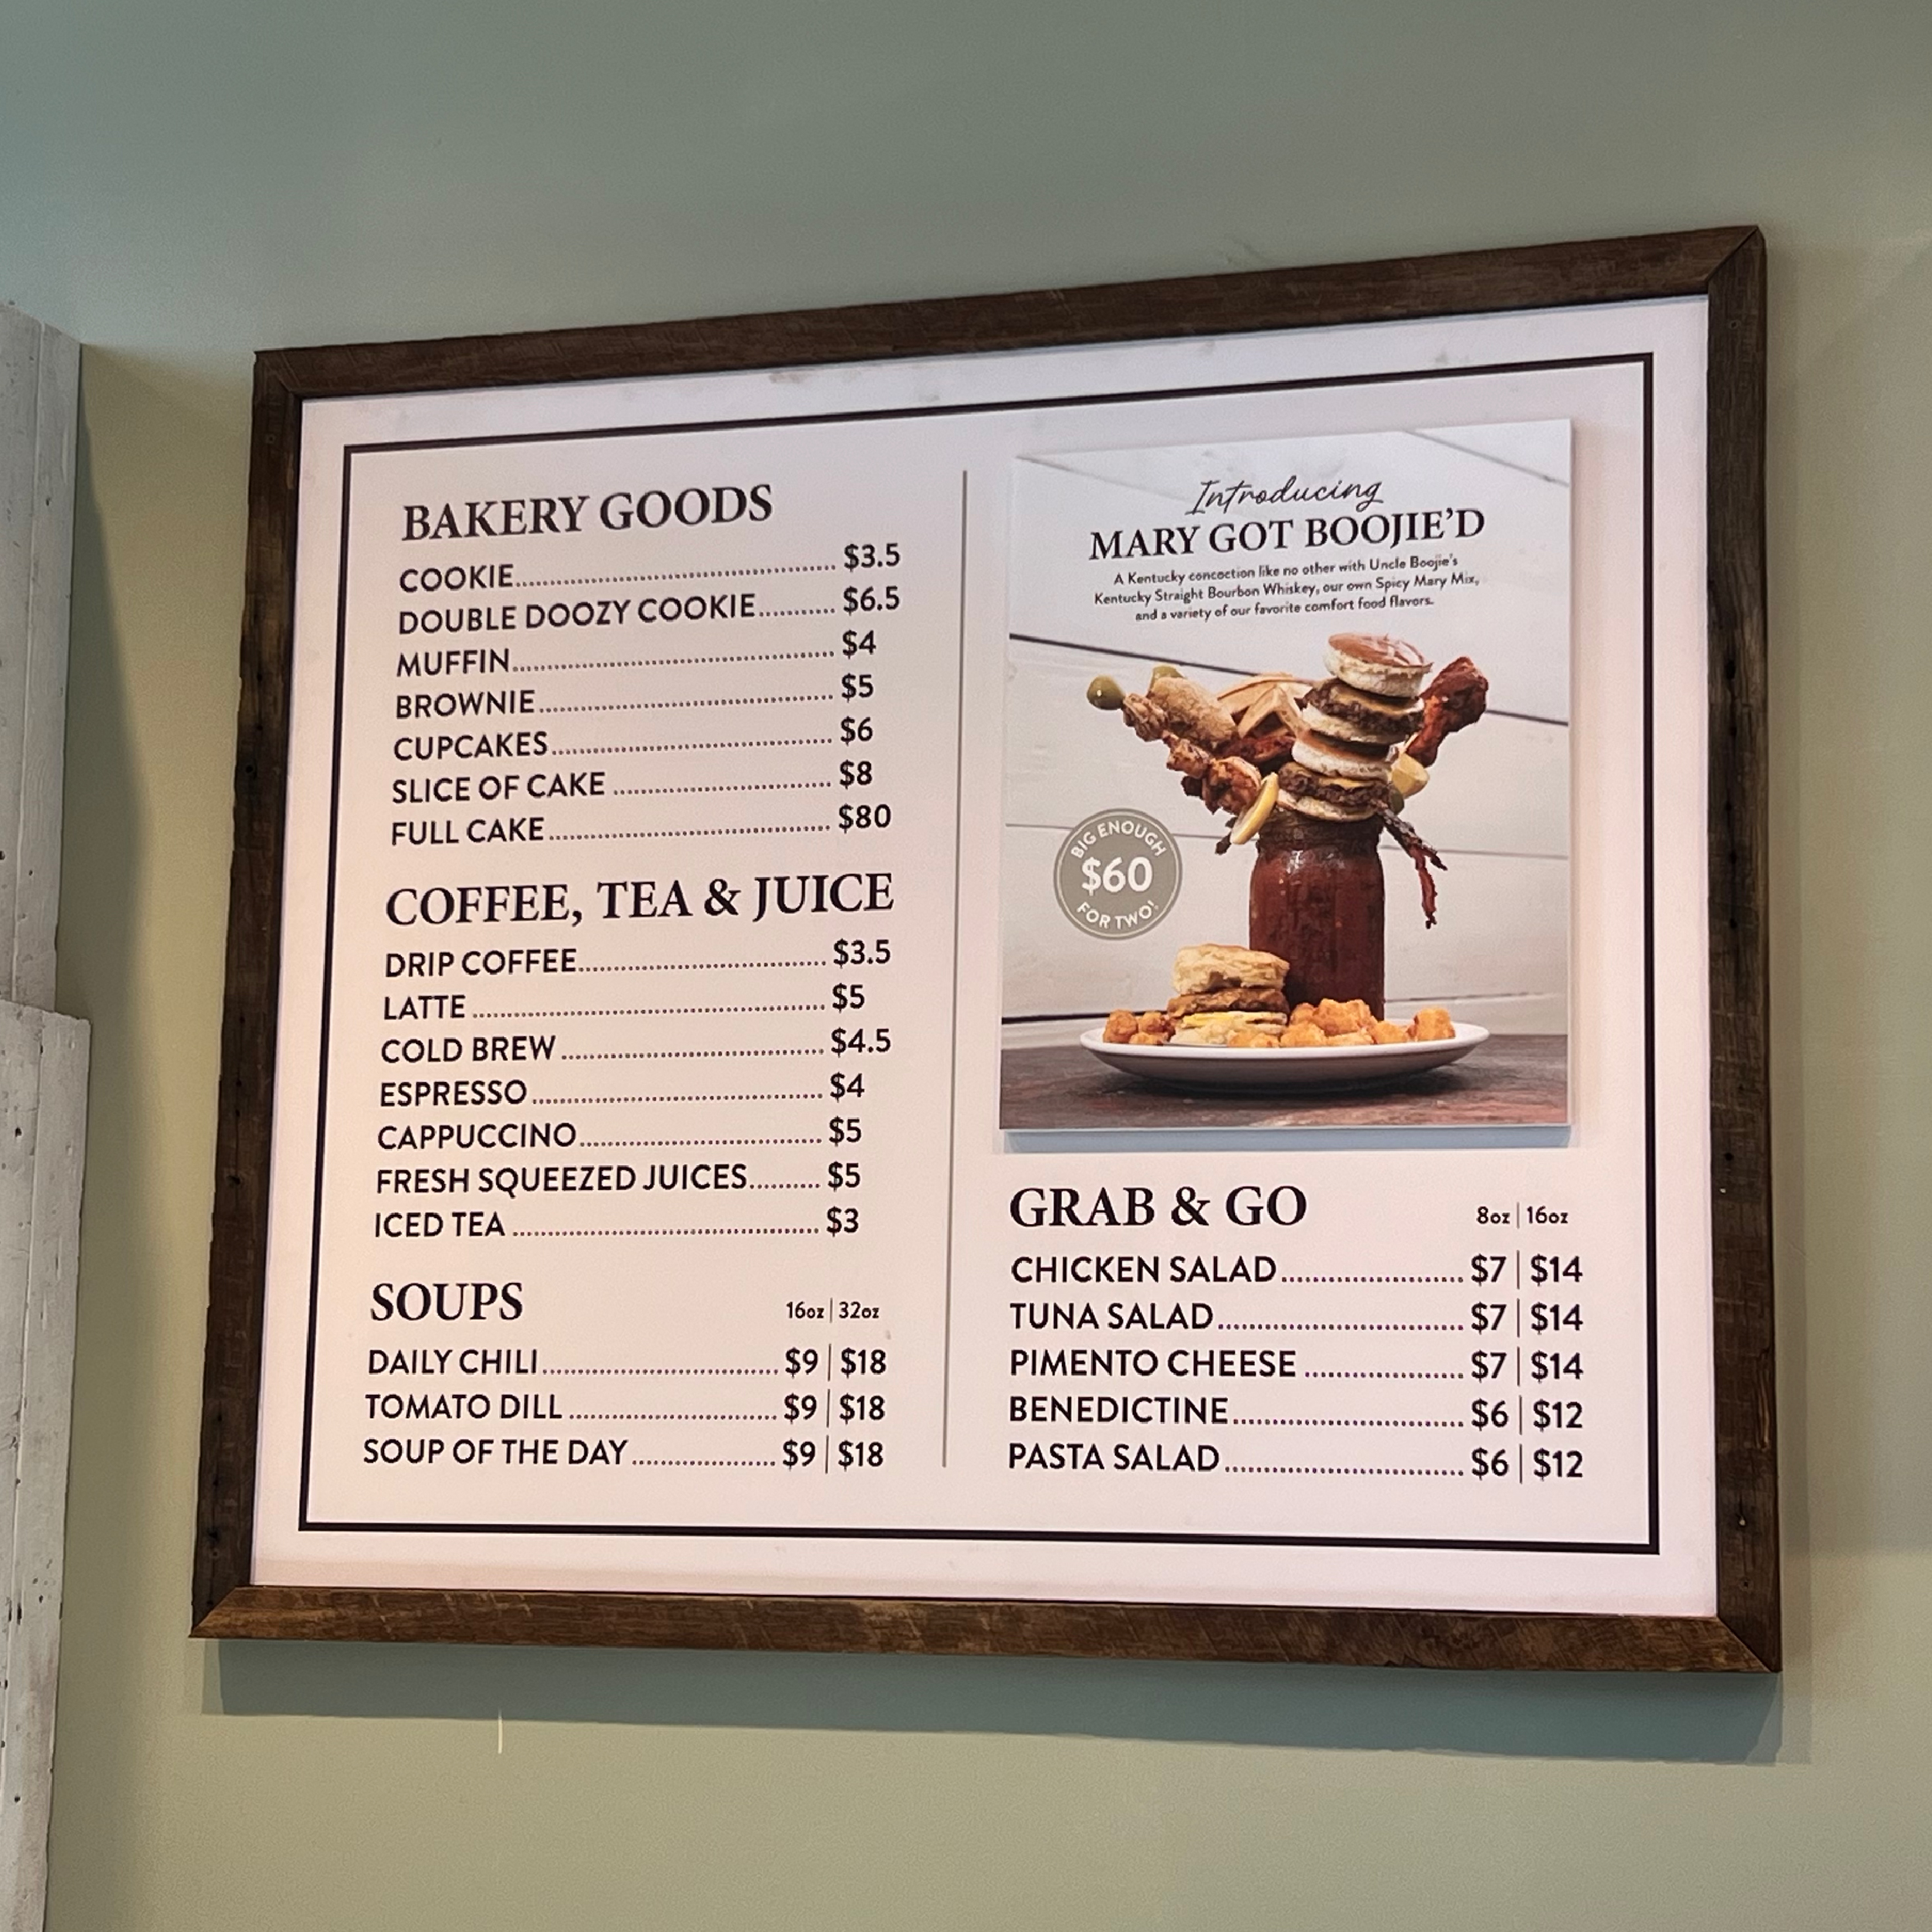 BAKERY GOODS
COOKIE............................................ $3.5
DOUBLE DOOZY COOKIE.......... $6.5
MUFFIN............................................ $4
BROWNIE........................................ $5
CUPCAKES...................................... $6
SLICE OF CAKE .............................. $8
FULL CAKE...................................... $80
COFFEE, TEA & JUICE
DRIP COFFEE.................................. $3.5
LATTE ................................................ $5
COLD BREW.................................... $4.5
ESPRESSO........................................ $4
CAPPUCCINO.................................. $5
FRESH SQUEEZED JUICES.......... $5
ICED TEA .......................................... $3
SOUPS 16oz | 32oz
DAILY CHILI.................................. $9 | $18
TOMATO DILL .............................. $9 | $18
SOUP OF THE DAY.................... $9 | $18
Introducing
MARY GOT BOOJIE'D
A Kentucky concoction like no other with Uncle Boojie's
Kentucky Straight Bourbon Whiskey, our own Spicy Mary Mix,
and a variety of our favorite comfort food flavors.
BIG ENOUGH
$60
FOR TWO!
GRAB & GO 8oz | 16oz
CHICKEN SALAD.......................... $7 | $14
TUNA SALAD.................................. $7 | $14
PIMENTO CHEESE ...................... $7 | $14
BENEDICTINE................................ $6 | $12
PASTA SALAD................................ $6 | $12